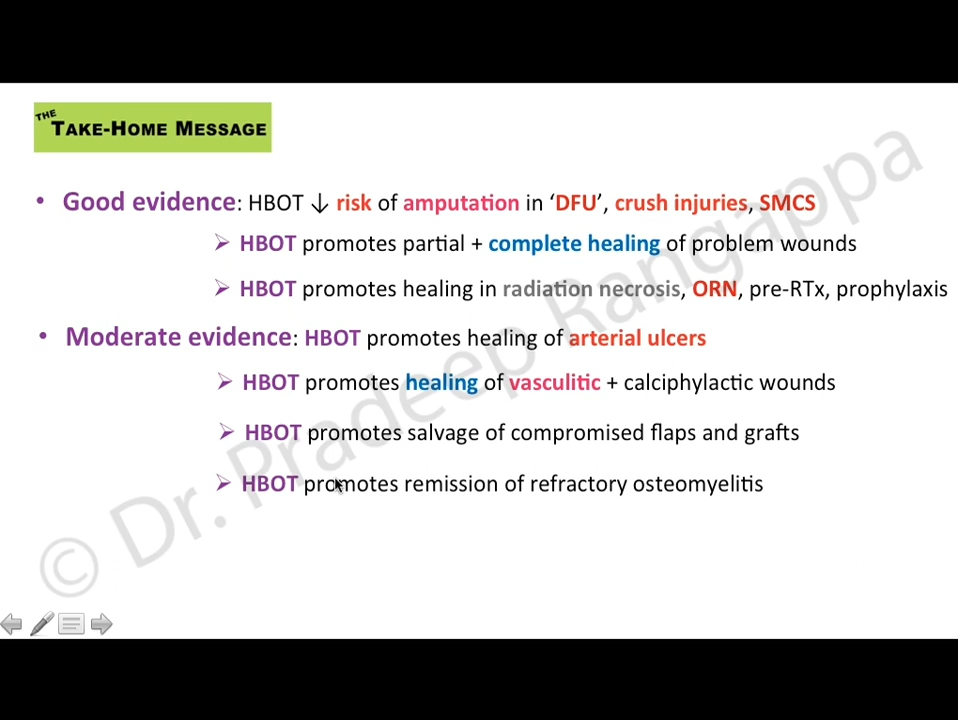 THE
TAKE-HOME MESSAGE
• Good evidence: HBOT ↓ risk of amputation in ‘DFU’, crush injuries, SMCS
➢ HBOT promotes partial + complete healing of problem wounds
➢ HBOT promotes healing in radiation necrosis, ORN, pre-RTx, prophylaxis
• Moderate evidence: HBOT promotes healing of arterial ulcers
➢ HBOT promotes healing of vasculitic + calciphylactic wounds
➢ HBOT promotes salvage of compromised flaps and grafts
➢ HBOT promotes remission of refractory osteomyelitis
© Dr. Pradeep Rangappa